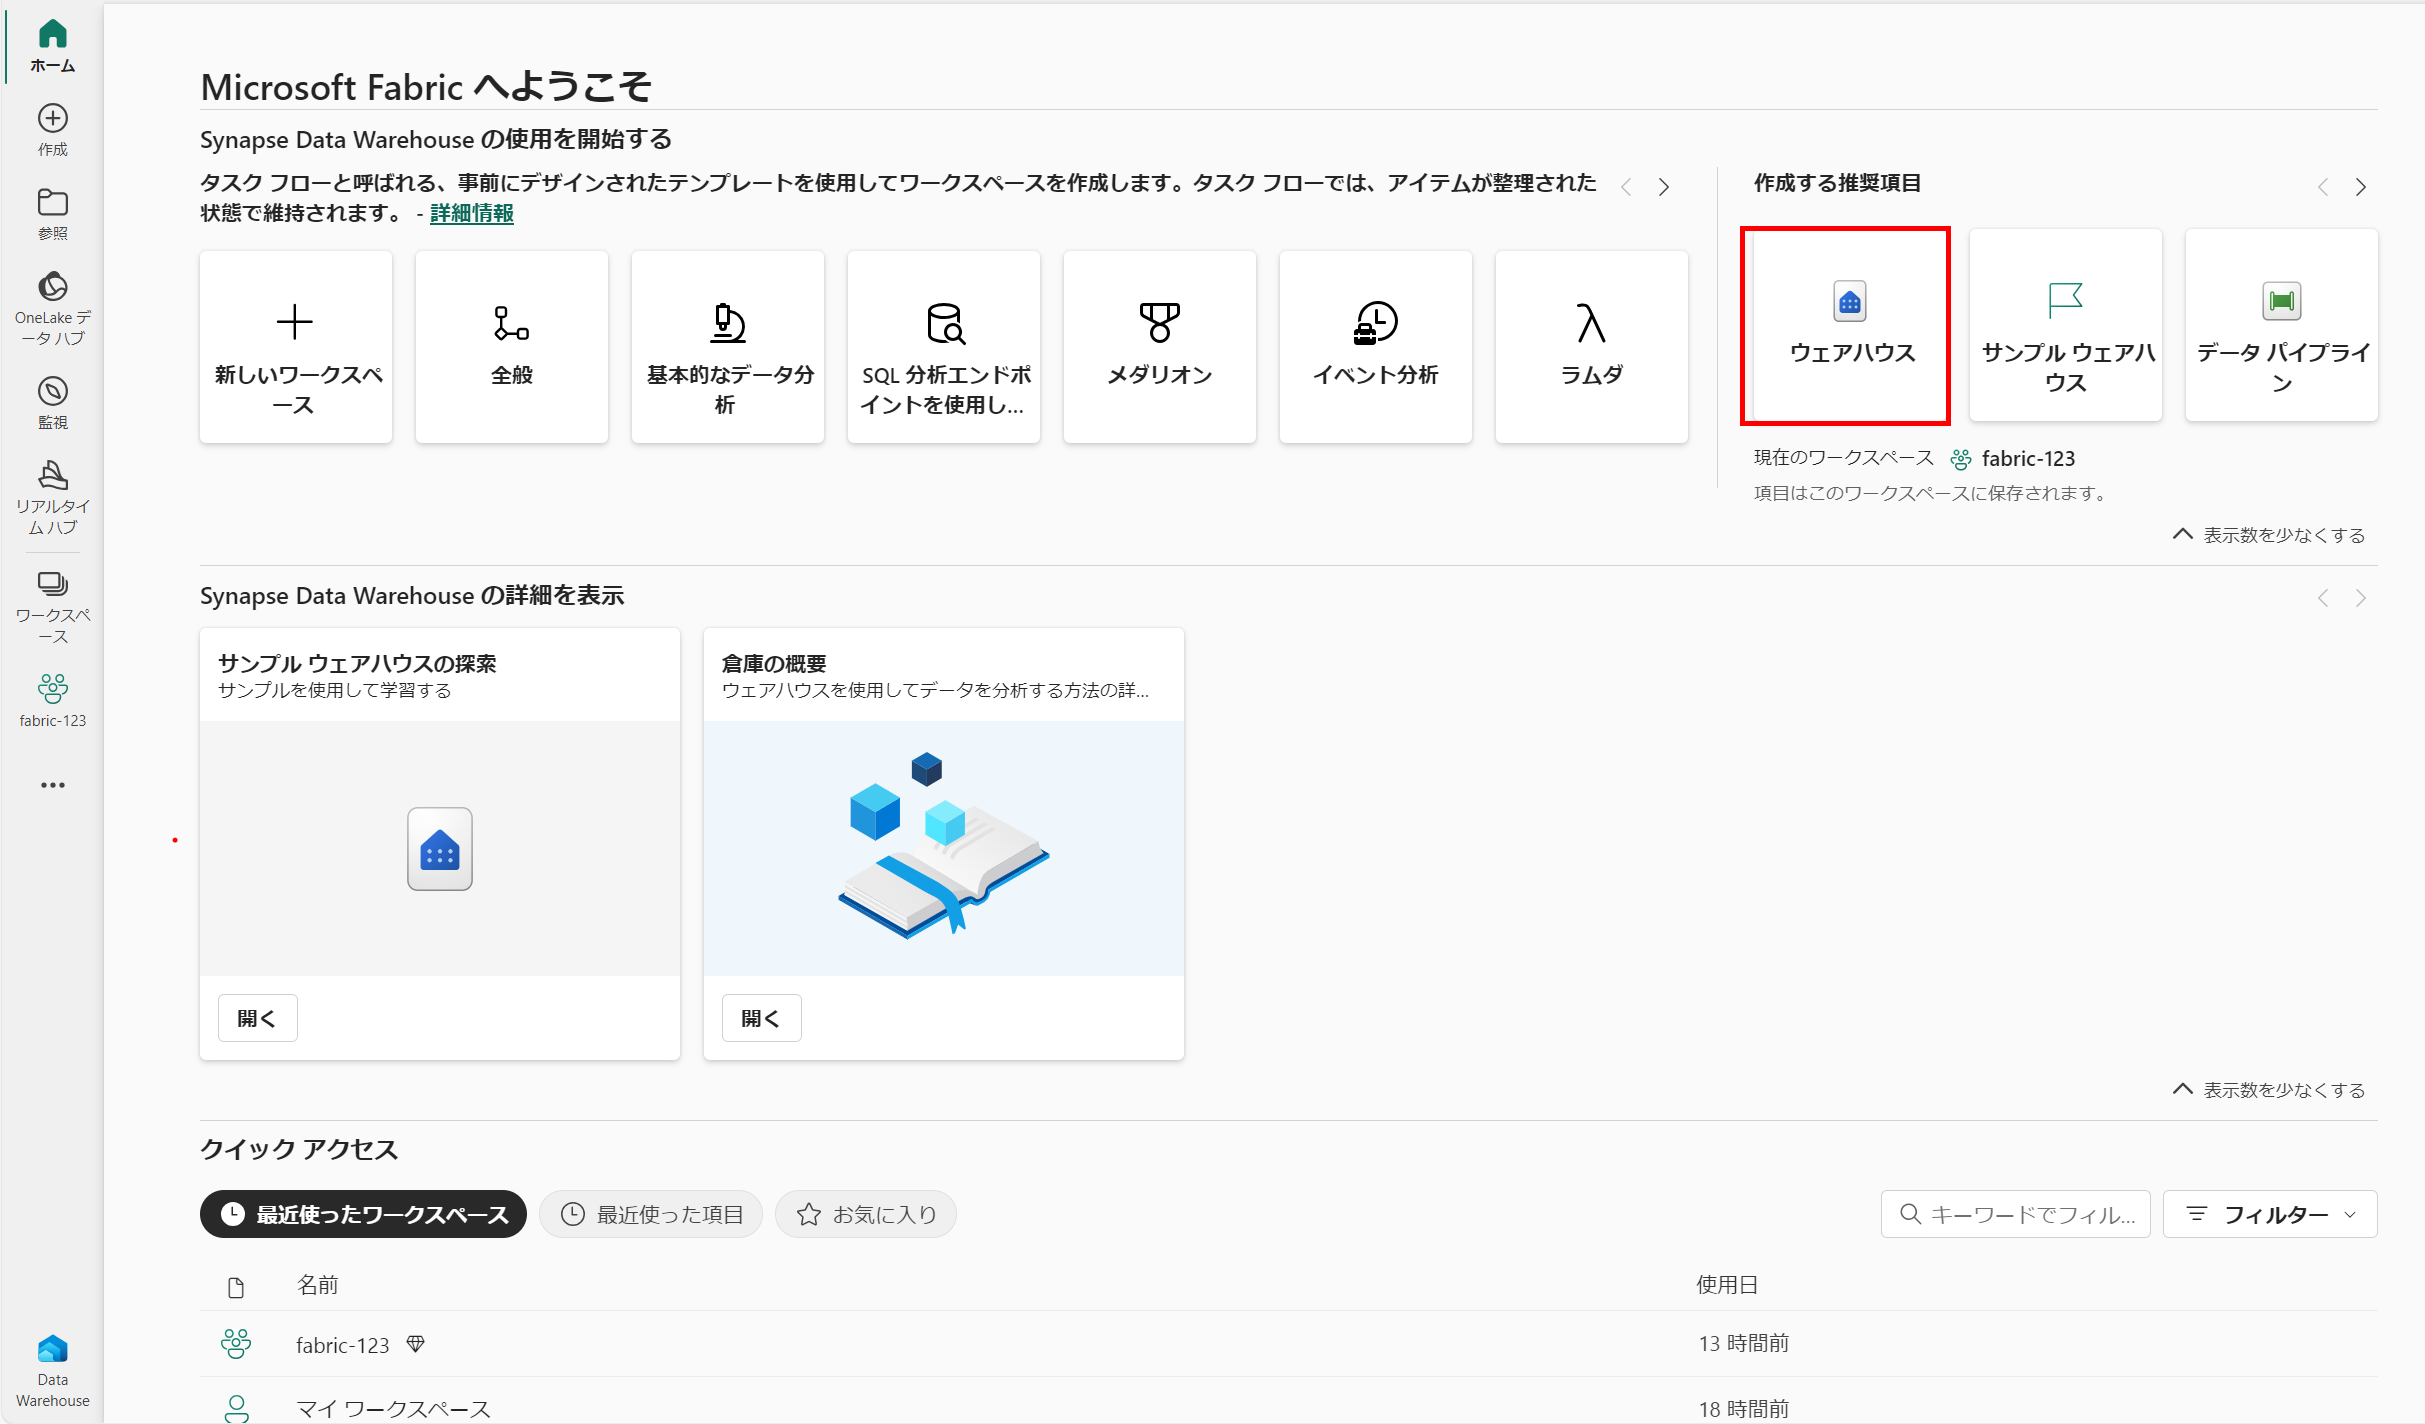 ホーム
作成
参照
OneLake デ
ータ ハブ
監視
リアルタイ
ム ハブ
ワークスペ
ース
fabric-123
Data
Warehouse
Microsoft Fabric へようこそ
Synapse Data Warehouse の使用を開始する
タスク フローと呼ばれる、事前にデザインされたテンプレートを使用してワークスペースを作成します。タスク フローでは、アイテムが整理された
状態で維持されます。 - 詳細情報
新しいワークスペ
ース
全般
基本的なデータ分
析
SQL 分析エンドポ
イントを使用し...
メダリオン
イベント分析
ラムダ
作成する推奨項目
ウェアハウス
サンプル ウェアハ
ウス
データ パイプライ
ン
現在のワークスペース fabric-123
項目はこのワークスペースに保存されます。
表示数を少なくする
Synapse Data Warehouse の詳細を表示
サンプル ウェアハウスの探索
サンプルを使用して学習する
開く
倉庫の概要
ウェアハウスを使用してデータを分析する方法の詳...
開く
表示数を少なくする
クイック アクセス
最近使ったワークスペース
最近使った項目
お気に入り
キーワードでフィル...
フィルター
名前
使用日
fabric-123
13 時間前
マイ ワークスペース
18 時間前